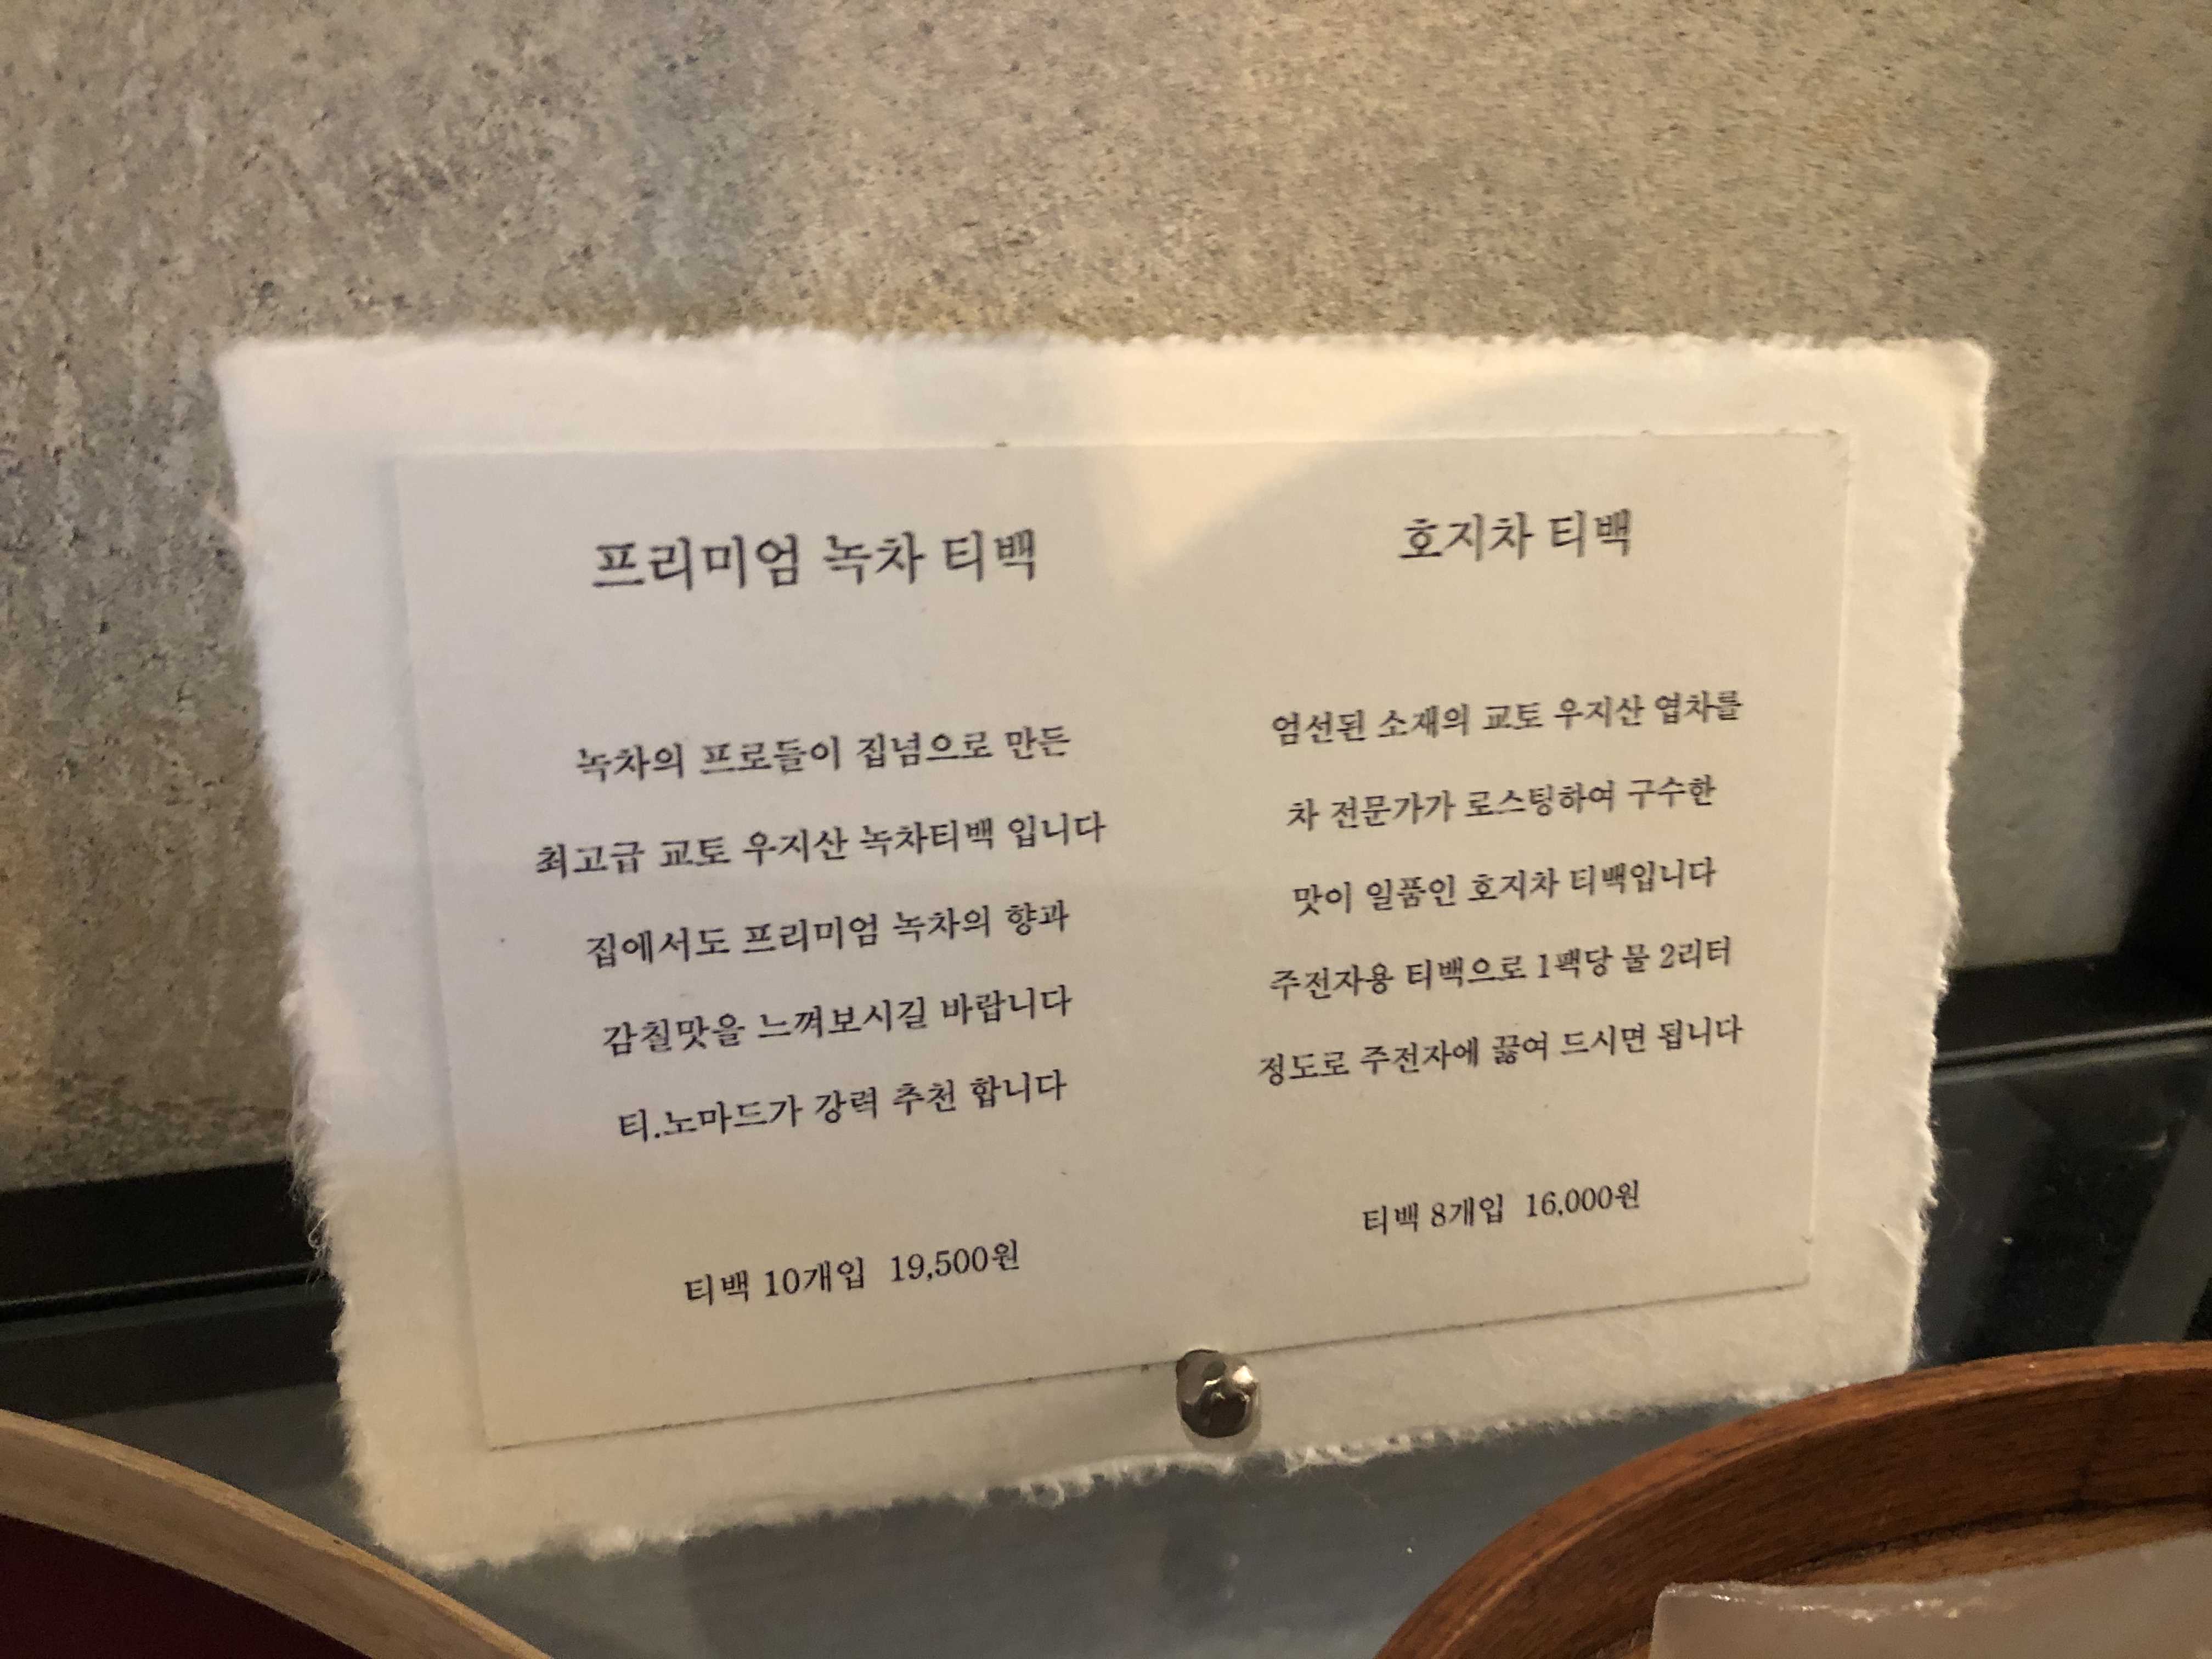 프리미엄 녹차 티백
녹차의 프로들이 집념으로 만든
최고급 교토 우지산 녹차티백 입니다
집에서도 프리미엄 녹차의 향과
감칠맛을 느껴보시길 바랍니다
티.노마드가 강력 추천 합니다
티백 10개입 19,500원
호지차 티백
엄선된 소재의 교토 우지산 엽차를
차 전문가가 로스팅하여 구수한
맛이 일품인 호지차 티백입니다
주전자용 티백으로 1팩당 물 2리터
정도로 주전자에 끓여 드시면 됩니다
티백 8개입 16,000원